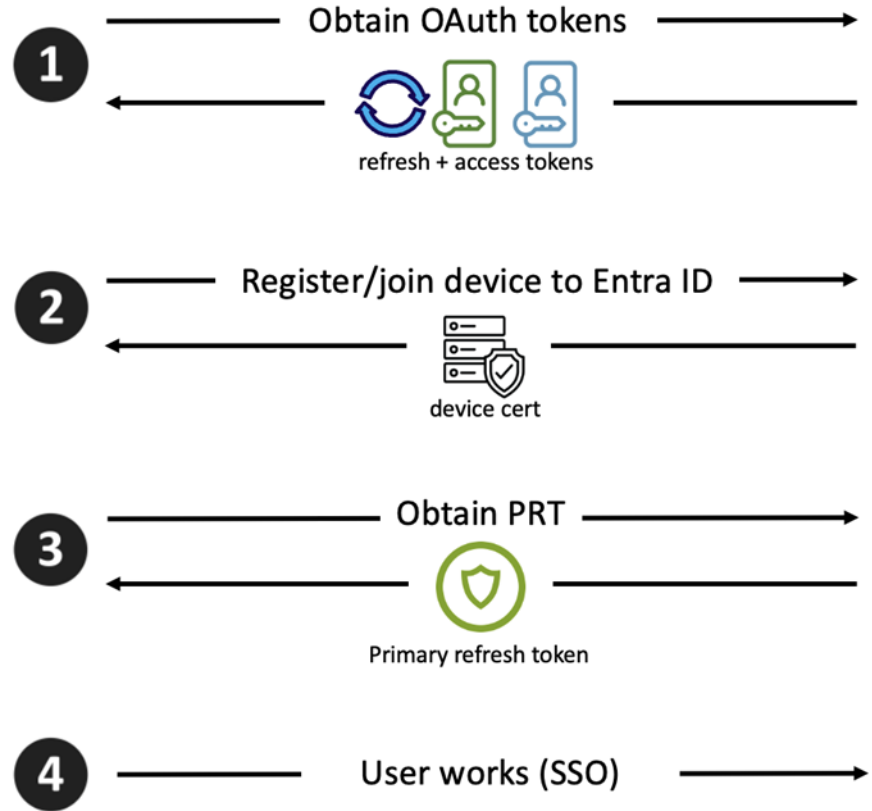 1
Obtain OAuth tokens
refresh + access tokens
2
Register/join device to Entra ID
device cert
3
Obtain PRT
Primary refresh token
4
User works (SSO)